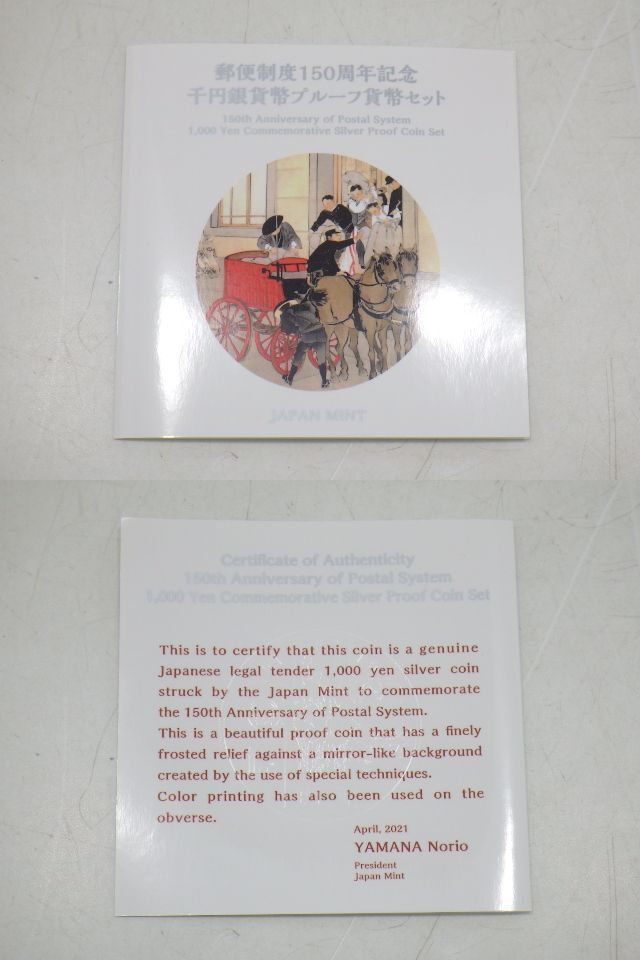 郵便制度150周年記念
千円銀貨幣プルーフ貨幣セット
150th Anniversary of Postal System
1,000 Yen Commemorative Silver Proof Coin Set
JAPAN MINT
Certificate of Authenticity
150th Anniversary of Postal System
1,000 Yen Commemorative Silver Proof Coin Set
This is to certify that this coin is a genuine
Japanese legal tender 1,000 yen silver coin
struck by the Japan Mint to commemorate
the 150th Anniversary of Postal System.
This is a beautiful proof coin that has a finely
frosted relief against a mirror-like background
created by the use of special techniques.
Color printing has also been used on the
obverse.
April, 2021
YAMANA Norio
President
Japan Mint